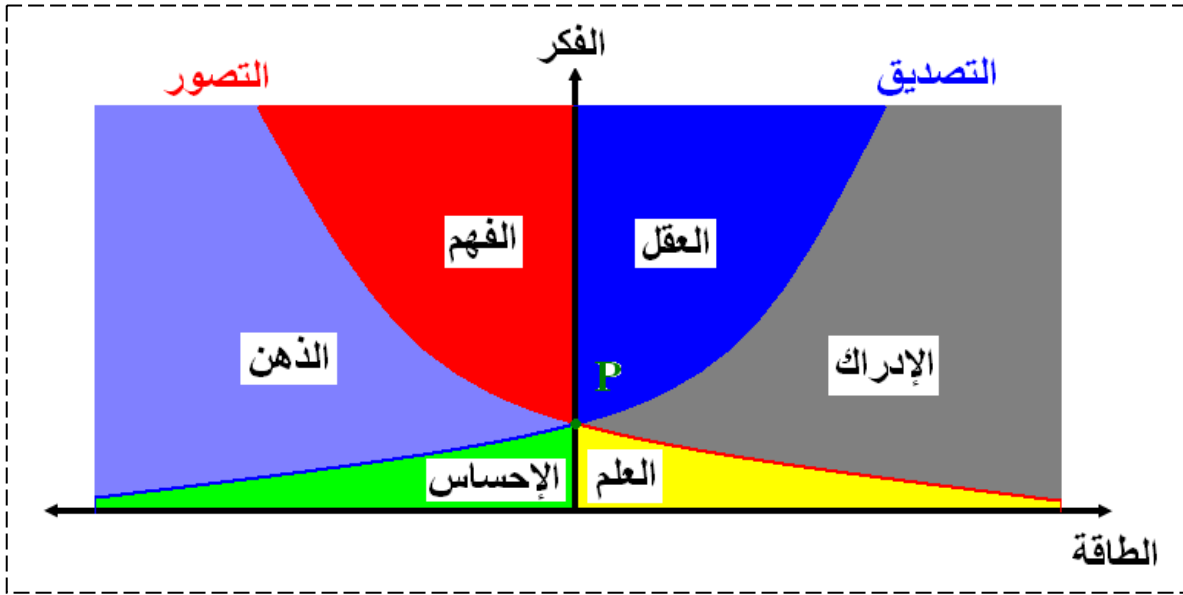 الفكر
التصديق
التصور
العقل
الفهم
الإدراك
الذهن
P
العلم
الإحساس
الطاقة